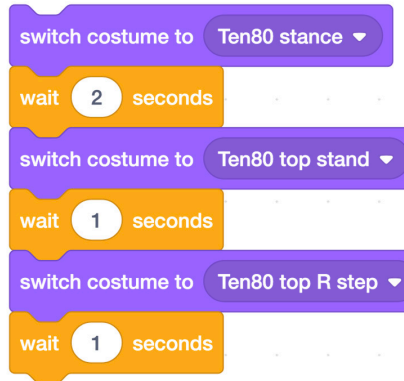 switch costume to Ten80 stance
wait 2 seconds
switch costume to Ten80 top stand
wait 1 seconds
switch costume to Ten80 top R step
wait 1 seconds